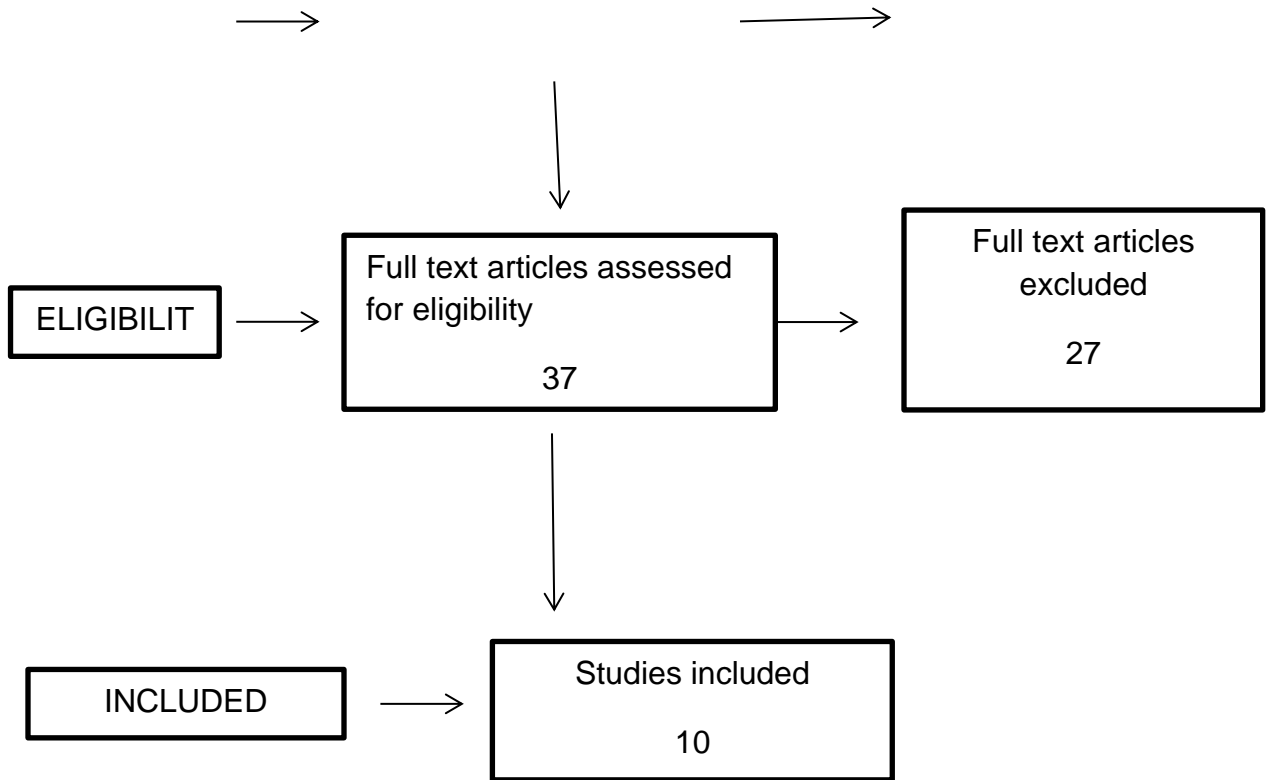 ELIGIBILIT
Full text articles assessed
for eligibility
37
Full text articles
excluded
27
INCLUDED
Studies included
10